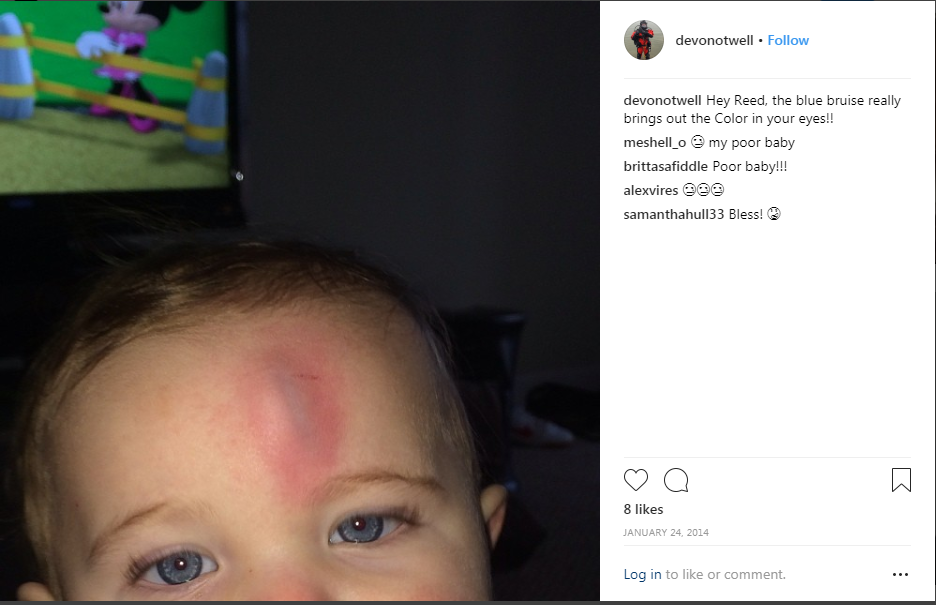 devonotwell • Follow
devonotwell Hey Reed, the blue bruise really
brings out the Color in your eyes!!
meshell_o 😐 my poor baby
brittasafiddle Poor baby!!!
alexvires 😐😐😐
samanthahull33 Bless! 😩
8 likes
JANUARY 24, 2014
Log in to like or comment.